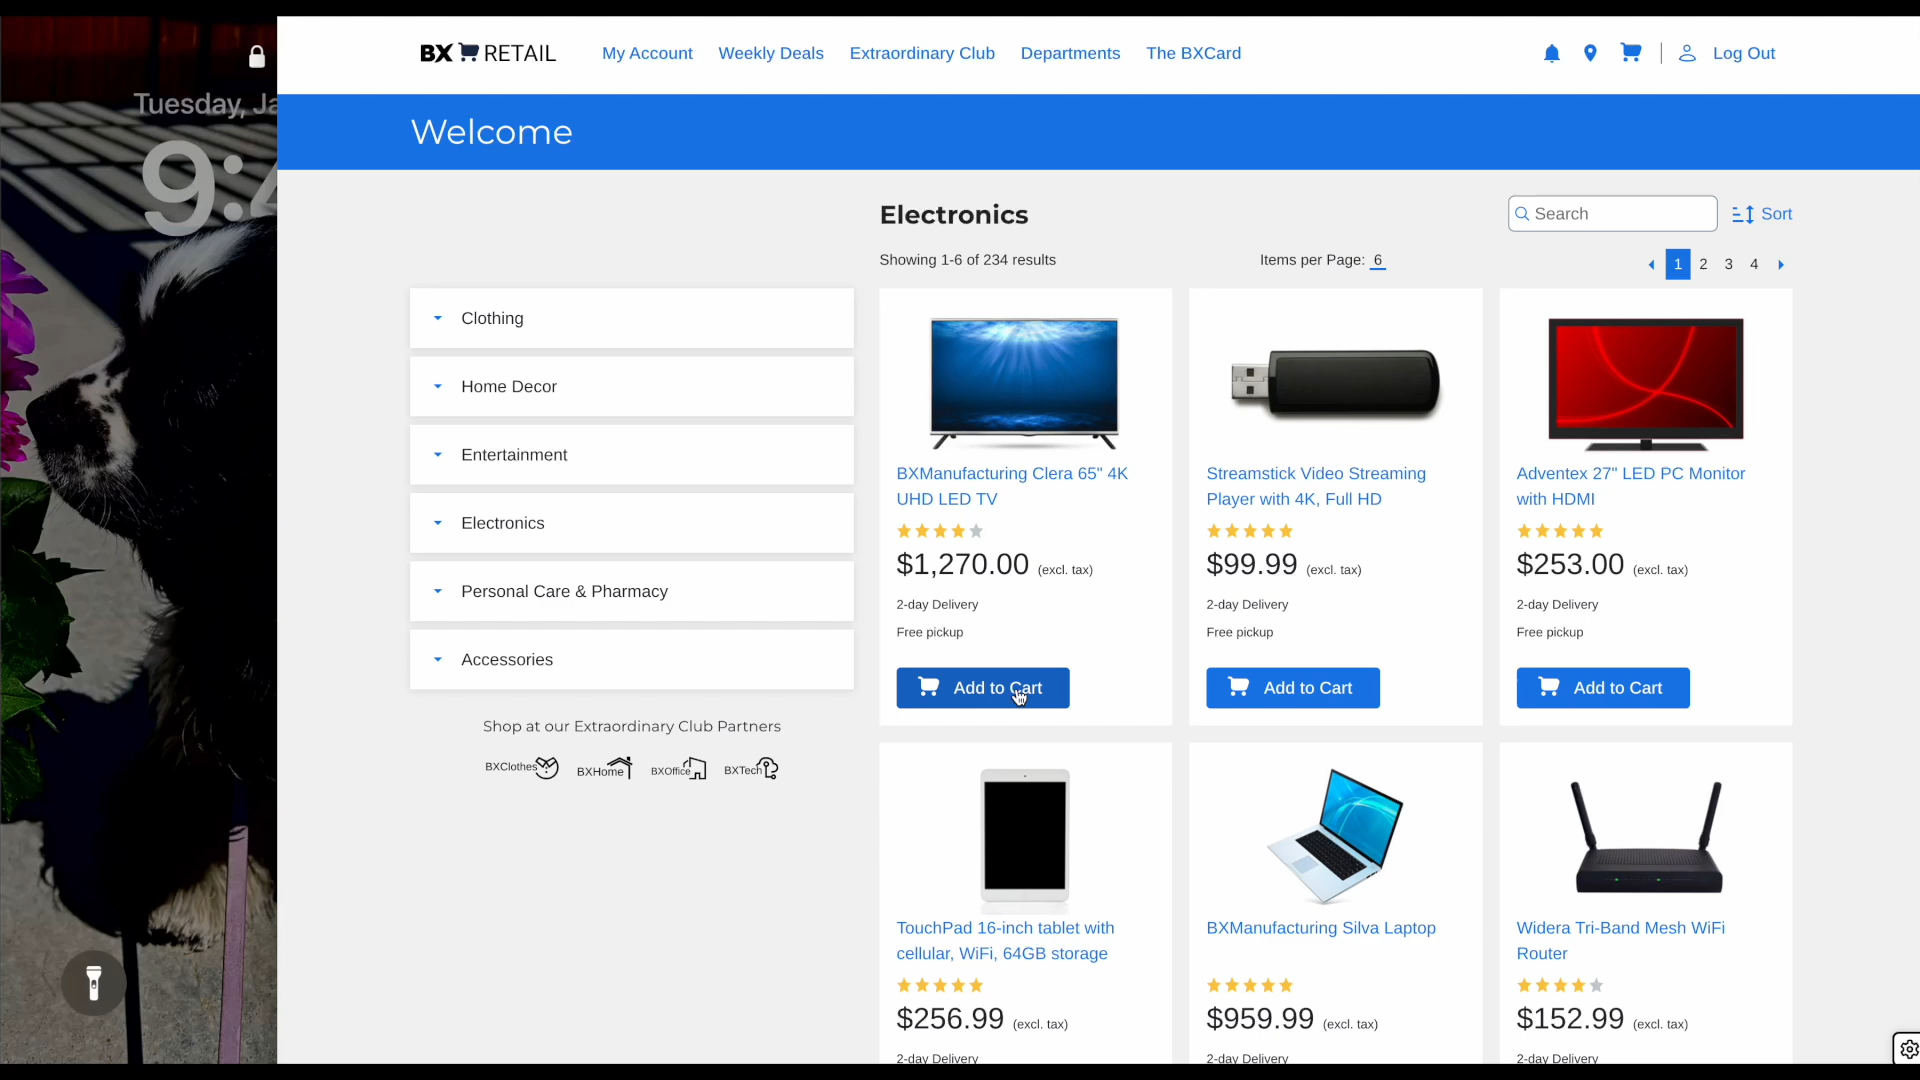 Tuesday, Ja
9:4
BX RETAIL
My Account
Weekly Deals
Extraordinary Club
Departments
The BXCard
Log Out
Welcome
Electronics
Search
Sort
Showing 1-6 of 234 results
Items per Page: 6
1 2 3 4
Clothing
Home Decor
Entertainment
Electronics
Personal Care & Pharmacy
Accessories
Shop at our Extraordinary Club Partners
BXClothes
BXHome
BXOffice
BXTech
BXManufacturing Clera 65" 4K
UHD LED TV
$1,270.00 (excl. tax)
2-day Delivery
Free pickup
Add to Cart
Streamstick Video Streaming
Player with 4K, Full HD
$99.99 (excl. tax)
2-day Delivery
Free pickup
Add to Cart
Adventex 27" LED PC Monitor
with HDMI
$253.00 (excl. tax)
2-day Delivery
Free pickup
Add to Cart
TouchPad 16-inch tablet with
cellular, WiFi, 64GB storage
$256.99 (excl. tax)
2-day Delivery
BXManufacturing Silva Laptop
$959.99 (excl. tax)
2-day Delivery
Widera Tri-Band Mesh WiFi
Router
$152.99 (excl. tax)
2-day Delivery